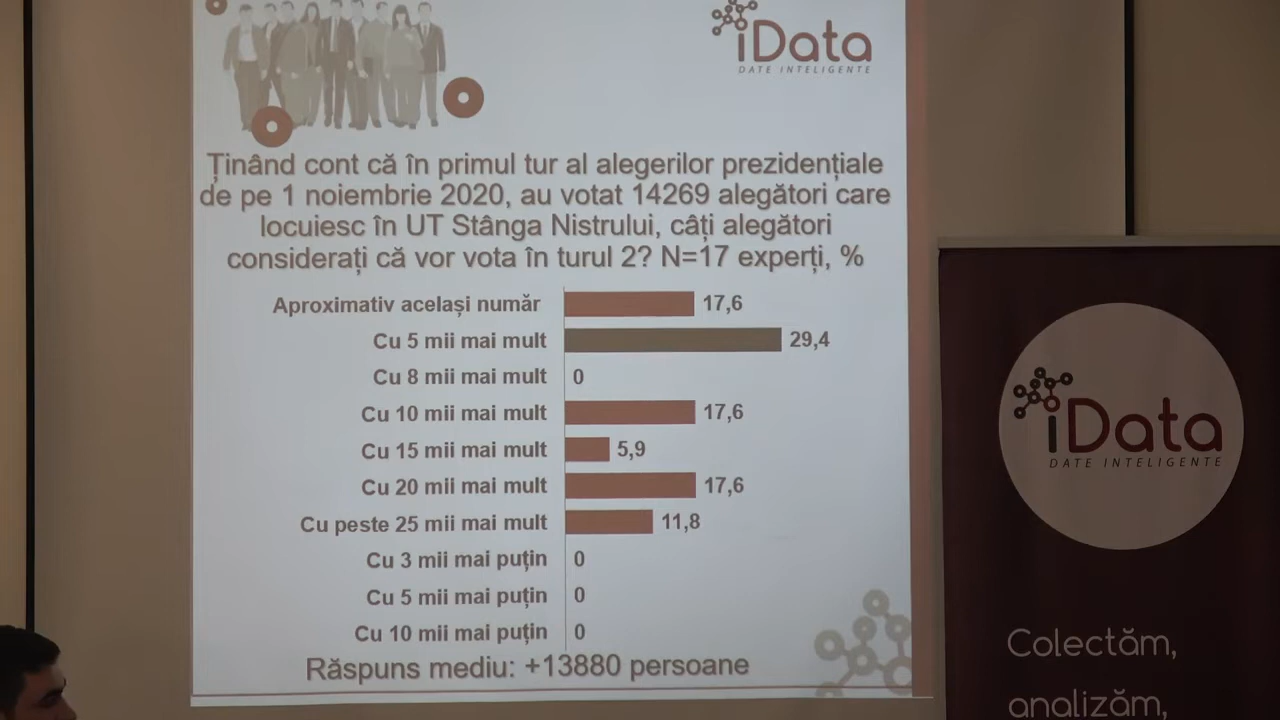 iData
DATE INTELIGENTE
Ținând cont că în primul tur al alegerilor prezidențiale
de pe 1 noiembrie 2020, au votat 14269 alegători care
locuiesc în UT Stânga Nistrului, câți alegători
considerați că vor vota în turul 2? N=17 experți, %
Aproximativ același număr 17,6
Cu 5 mii mai mult 29,4
Cu 8 mii mai mult 0
Cu 10 mii mai mult 17,6
Cu 15 mii mai mult 5,9
Cu 20 mii mai mult 17,6
Cu peste 25 mii mai mult 11,8
Cu 3 mii mai puțin 0
Cu 5 mii mai puțin 0
Cu 10 mii mai puțin 0
Răspuns mediu: +13880 persoane
iData
DATE INTELIGENTE
Colectăm,
analizăm,